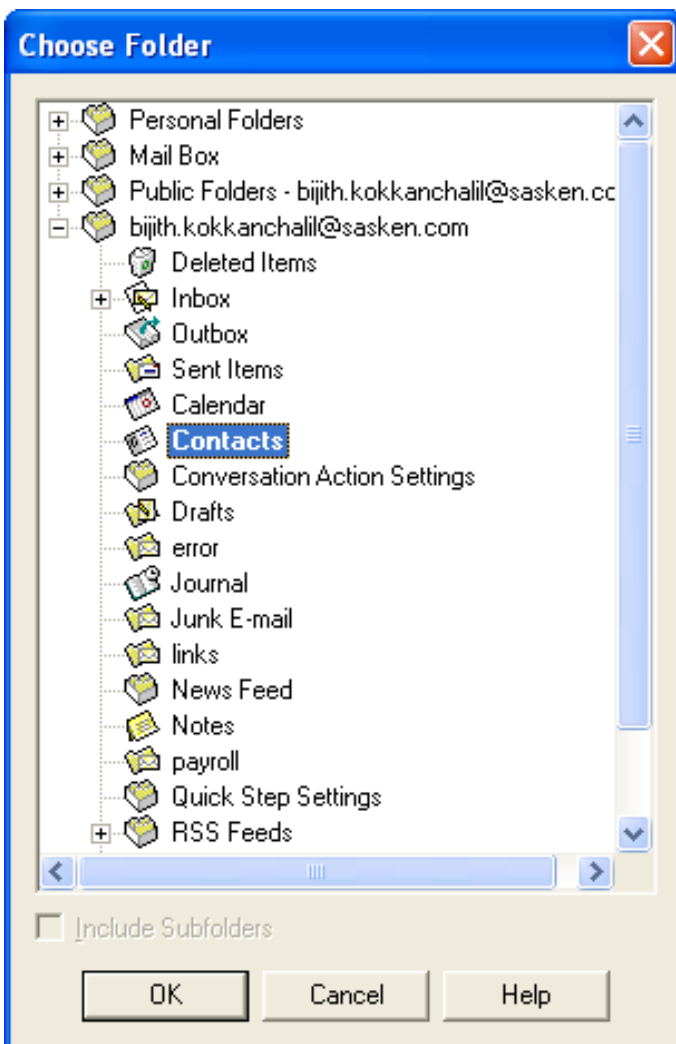 Choose Folder
Personal Folders
Mail Box
Public Folders - bijith.kokkanchalil@sasken.cc
bijith.kokkanchalil@sasken.com
Deleted Items
Inbox
Outbox
Sent Items
Calendar
Contacts
Conversation Action Settings
Drafts
error
Journal
Junk E-mail
links
News Feed
Notes
payroll
Quick Step Settings
RSS Feeds
Include Subfolders
OK Cancel Help